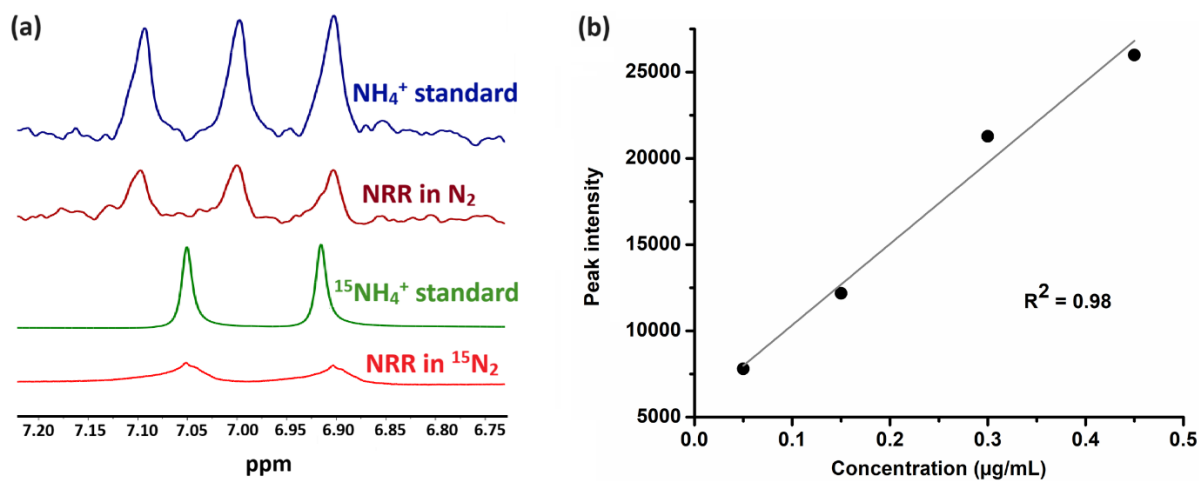 (a)
NH₄⁺ standard
NRR in N₂
¹⁵NH₄⁺ standard
NRR in ¹⁵N₂
7.20 7.15 7.10 7.05 7.00 6.95 6.90 6.85 6.80 6.75
ppm
(b)
Peak intensity
25000
20000
15000
10000
5000
R² = 0.98
0.0 0.1 0.2 0.3 0.4 0.5
Concentration (µg/mL)